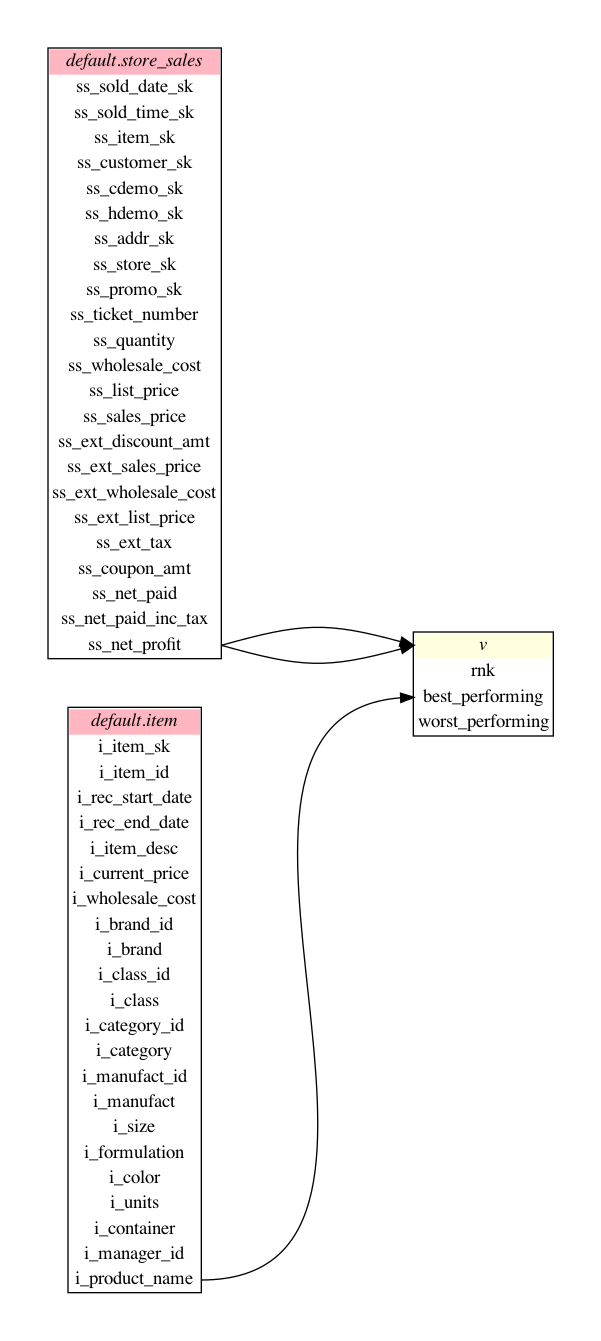 default.store_sales
ss_sold_date_sk
ss_sold_time_sk
ss_item_sk
ss_customer_sk
ss_cdemo_sk
ss_hdemo_sk
ss_addr_sk
ss_store_sk
ss_promo_sk
ss_ticket_number
ss_quantity
ss_wholesale_cost
ss_list_price
ss_sales_price
ss_ext_discount_amt
ss_ext_sales_price
ss_ext_wholesale_cost
ss_ext_list_price
ss_ext_tax
ss_coupon_amt
ss_net_paid
ss_net_paid_inc_tax
ss_net_profit
v
rnk
best_performing
worst_performing
default.item
i_item_sk
i_item_id
i_rec_start_date
i_rec_end_date
i_item_desc
i_current_price
i_wholesale_cost
i_brand_id
i_brand
i_class_id
i_class
i_category_id
i_category
i_manufact_id
i_manufact
i_size
i_formulation
i_color
i_units
i_container
i_manager_id
i_product_name